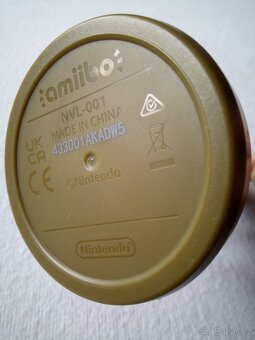 amiibo
NVL-001
MADE IN CHINA
433001AKADW5
UK
CA
CE
©Nintendo
Nintendo